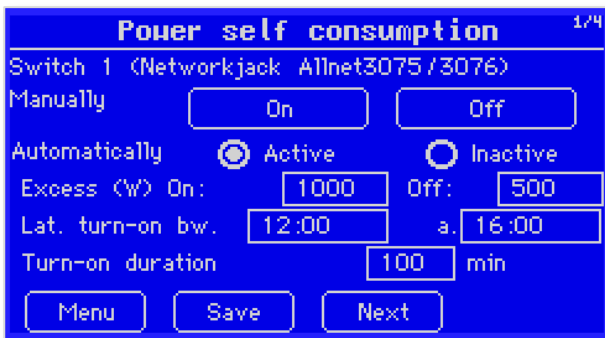 Power self consumption 1/4
Switch 1 (Networkjack Allnet3075/3076)
Manually On Off
Automatically Active Inactive
Excess (W) On: 1000 Off: 500
Lat. turn-on bw. 12:00 a. 16:00
Turn-on duration 100 min
Menu Save Next